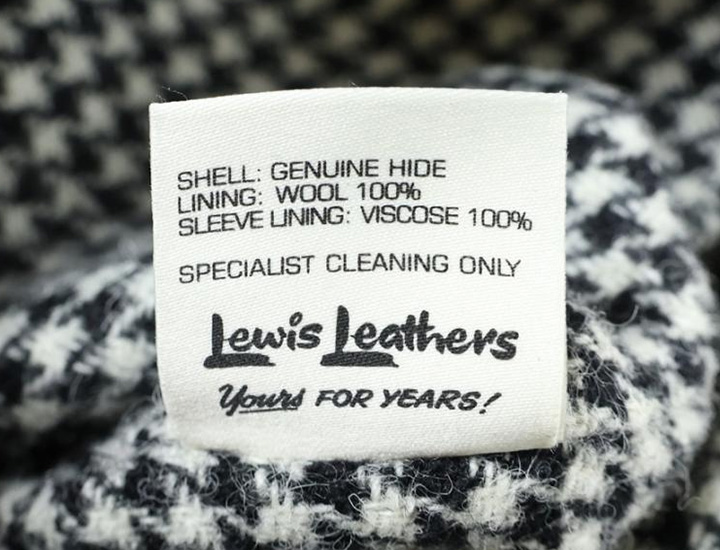 SHELL: GENUINE HIDE
LINING: WOOL 100%
SLEEVE LINING: VISCOSE 100%
SPECIALIST CLEANING ONLY
Lewis Leathers
Yours FOR YEARS!